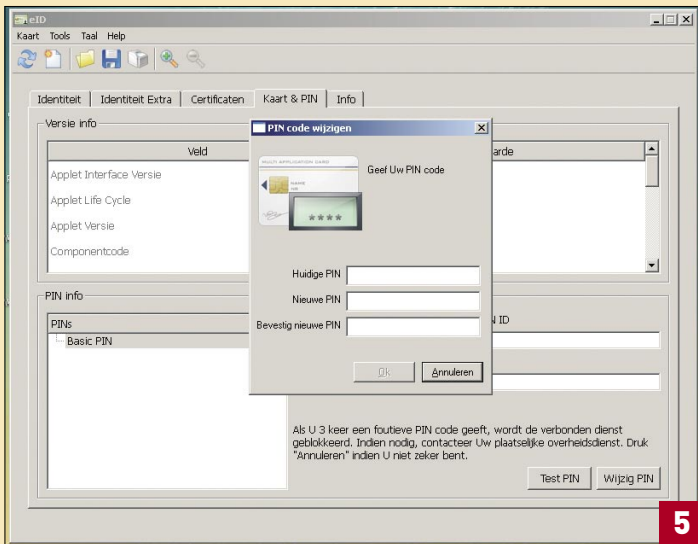 eID
Kaart Tools Taal Help
Identiteit Identiteit Extra Certificaten Kaart & PIN Info
Versie info
Veld
arde
Applet Interface Versie
Applet Life Cycle
Applet Versie
Componentcode
PIN code wijzigen
MULTI APPLICATION CARD
NAME
****
Geef Uw PIN code
Huidige PIN
Nieuwe PIN
Bevestig nieuwe PIN
Ok Annuleren
PIN info
PINs
Basic PIN
N ID
Als U 3 keer een foutieve PIN code geeft, wordt de verbonden dienst
geblokkeerd. Indien nodig, contacteer Uw plaatselijke overheidsdienst. Druk
"Annuleren" indien U niet zeker bent.
Test PIN Wijzig PIN
5